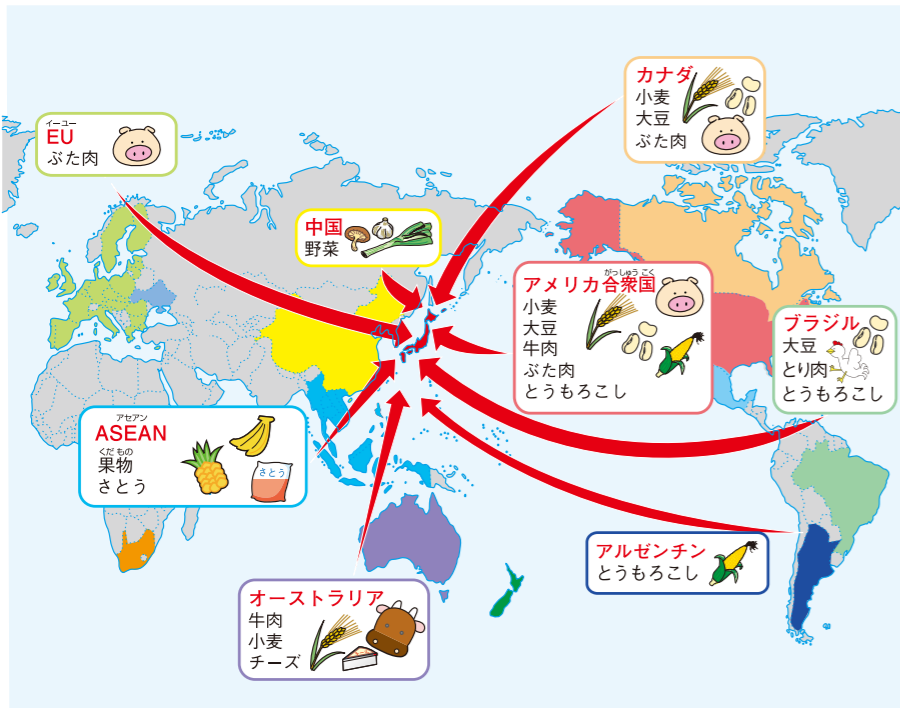 イーユー
EU
ぶた肉
中国
野菜
カナダ
小麦
大豆
ぶた肉
がっしゅうこく
アメリカ合衆国
小麦
大豆
牛肉
ぶた肉
とうもろこし
ブラジル
大豆
とり肉
とうもろこし
アセアン
ASEAN
くだもの
果物
さとう
さとう
アルゼンチン
とうもろこし
オーストラリア
牛肉
小麦
チーズ